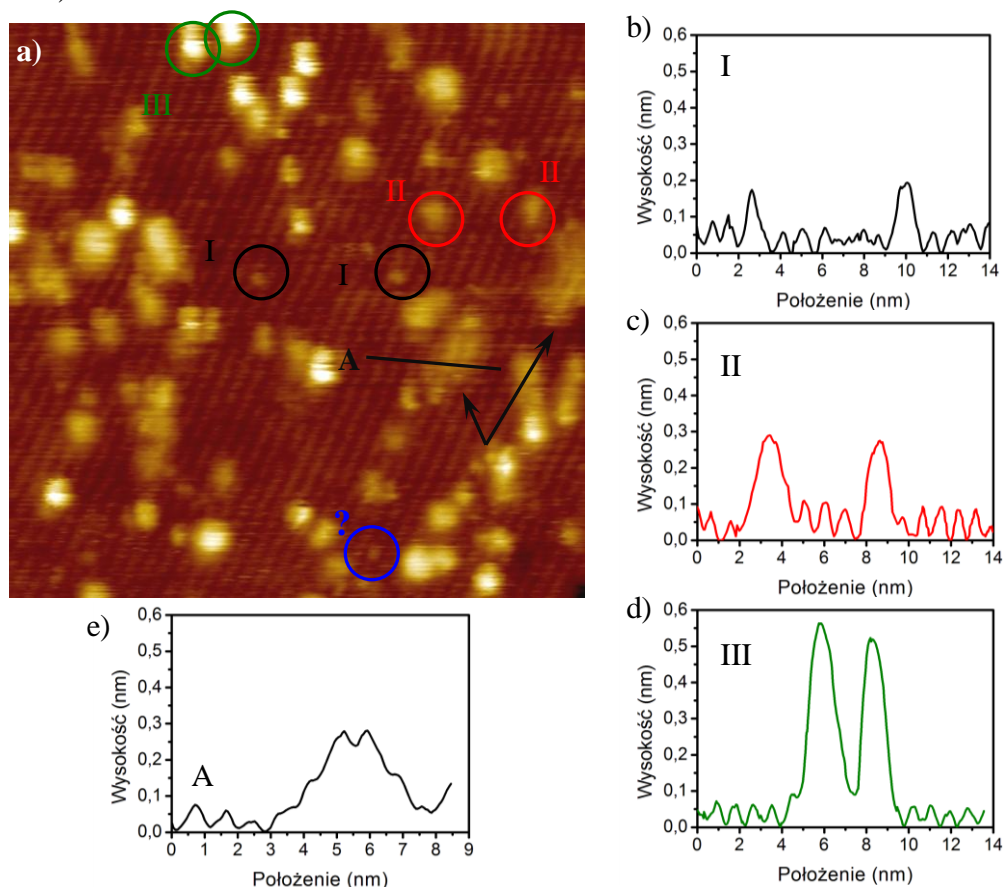 a)
III
II
II
I
I
A
?
b)
I
Wysokość (nm)
0,6
0,5
0,4
0,3
0,2
0,1
0,0
0 2 4 6 8 10 12 14
Położenie (nm)
c)
II
Wysokość (nm)
0,6
0,5
0,4
0,3
0,2
0,1
0,0
0 2 4 6 8 10 12 14
Położenie (nm)
d)
III
Wysokość (nm)
0,6
0,5
0,4
0,3
0,2
0,1
0,0
0 2 4 6 8 10 12 14
Położenie (nm)
e)
A
Wysokość (nm)
0,6
0,5
0,4
0,3
0,2
0,1
0,0
0 1 2 3 4 5 6 7 8 9
Położenie (nm)